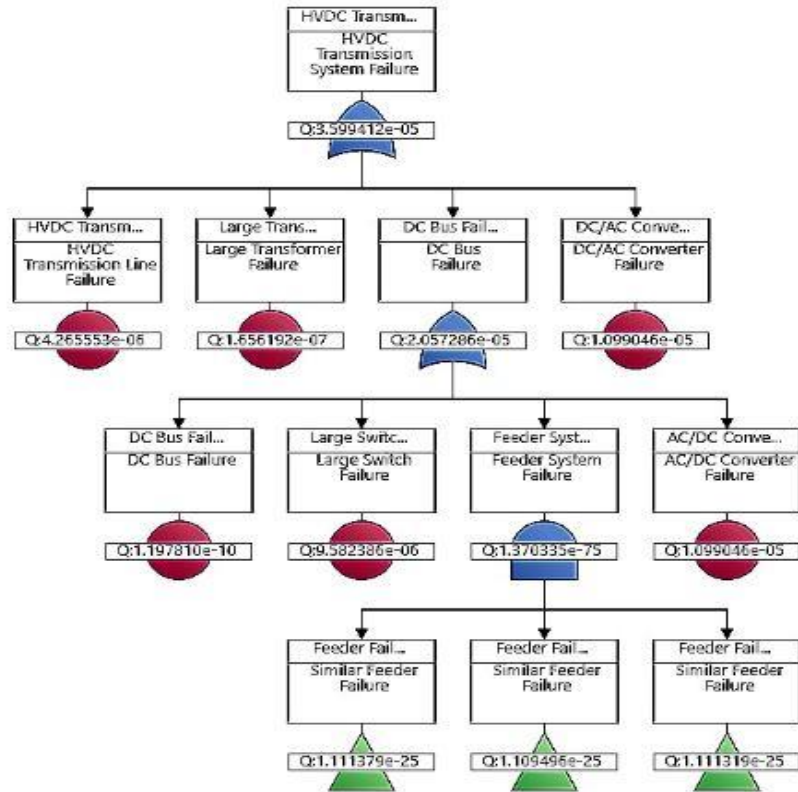 HVDC Transm...
HVDC
Transmission
System Failure
Q:3.599412e-05
HVDC Transm...
HVDC
Transmission Line
Failure
Q:4.265553e-06
Large Trans...
Large Transformer
Failure
Q:1.656192e-07
DC Bus Fail...
DC Bus
Failure
Q:2.057286e-05
DC/AC Conve...
DC/AC Converter
Failure
Q:1.099046e-05
DC Bus Fail...
DC Bus Failure
Q:1.197810e-10
Large Switc...
Large Switch
Failure
Q:9.582386e-06
Feeder Syst...
Feeder System
Failure
Q:1.370335e-75
AC/DC Conve...
AC/DC Converter
Failure
Q:1.099046e-05
Feeder Fail...
Similar Feeder
Failure
Q:1.111379e-25
Feeder Fail...
Similar Feeder
Failure
Q:1.109496e-25
Feeder Fail...
Similar Feeder
Failure
Q:1.111319e-25